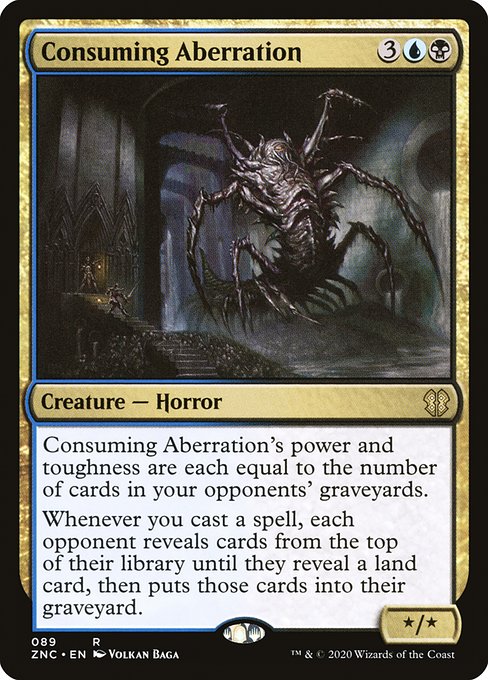 Consuming Aberration 3
Creature — Horror
Consuming Aberration's power and
toughness are each equal to the number
of cards in your opponents' graveyards.
Whenever you cast a spell, each
opponent reveals cards from the top
of their library until they reveal a land
card, then puts those cards into their
graveyard.
*/*
089 R
ZNC • EN Volkan Baga
™ & © 2020 Wizards of the Coast